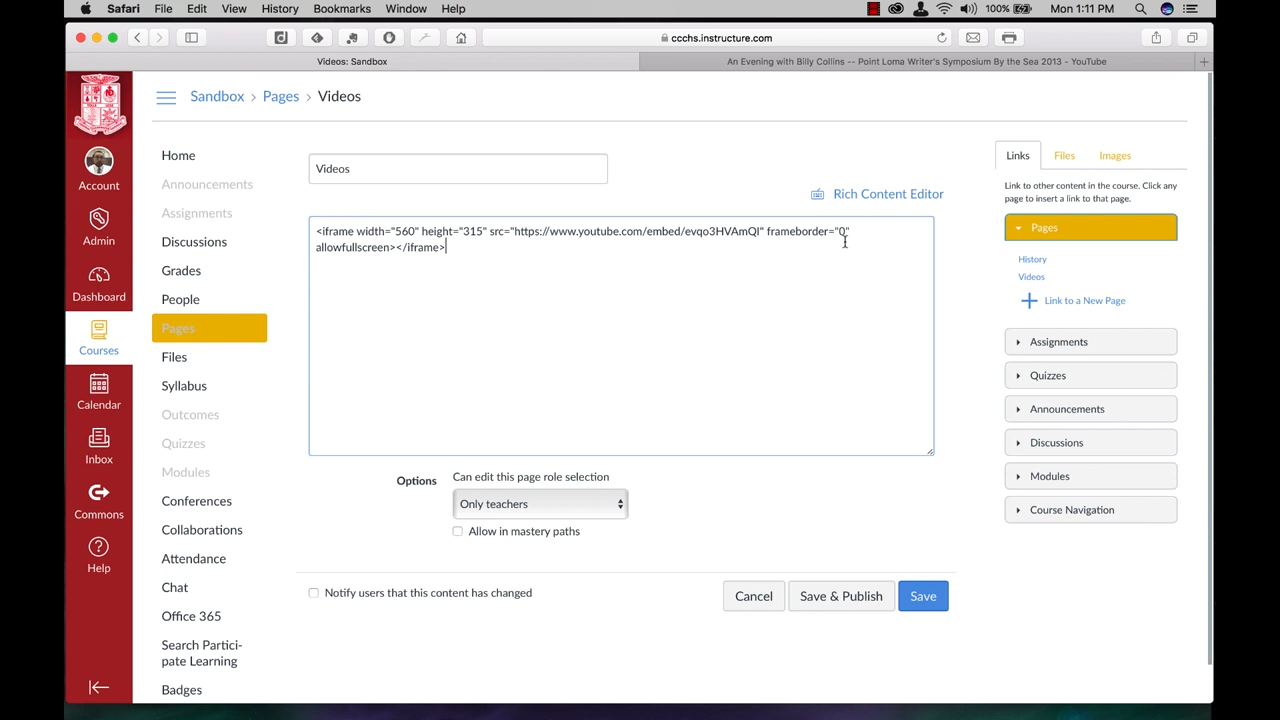 Safari File Edit View History Bookmarks Window Help 100% Mon 1:11 PM
ccchs.instructure.com
Videos: Sandbox An Evening with Billy Collins -- Point Loma Writer's Symposium By the Sea 2013 - YouTube
Sandbox > Pages > Videos
Account
Admin
Dashboard
Courses
Calendar
Inbox
Commons
Help
Home
Announcements
Assignments
Discussions
Grades
People
Pages
Files
Syllabus
Outcomes
Quizzes
Modules
Conferences
Collaborations
Attendance
Chat
Office 365
Search Partici-
pate Learning
Badges
Videos
Rich Content Editor
<iframe width="560" height="315" src="https://www.youtube.com/embed/evqo3HVAmQI" frameborder="0"
allowfullscreen></iframe>
Options
Can edit this page role selection
Only teachers
Allow in mastery paths
Notify users that this content has changed
Cancel Save & Publish Save
Links Files Images
Link to other content in the course. Click any
page to insert a link to that page.
Pages
History
Videos
Link to a New Page
Assignments
Quizzes
Announcements
Discussions
Modules
Course Navigation